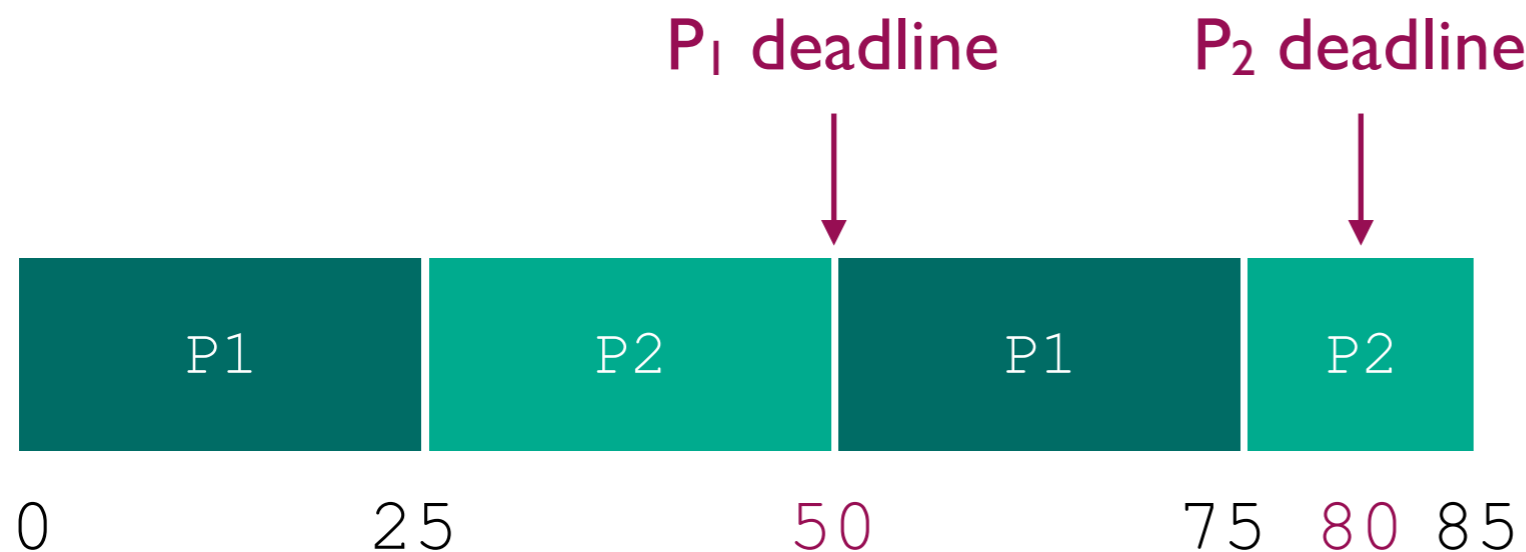 P₁ deadline P₂ deadline
P1 P2 P1 P2
0 25 50 75 80 85